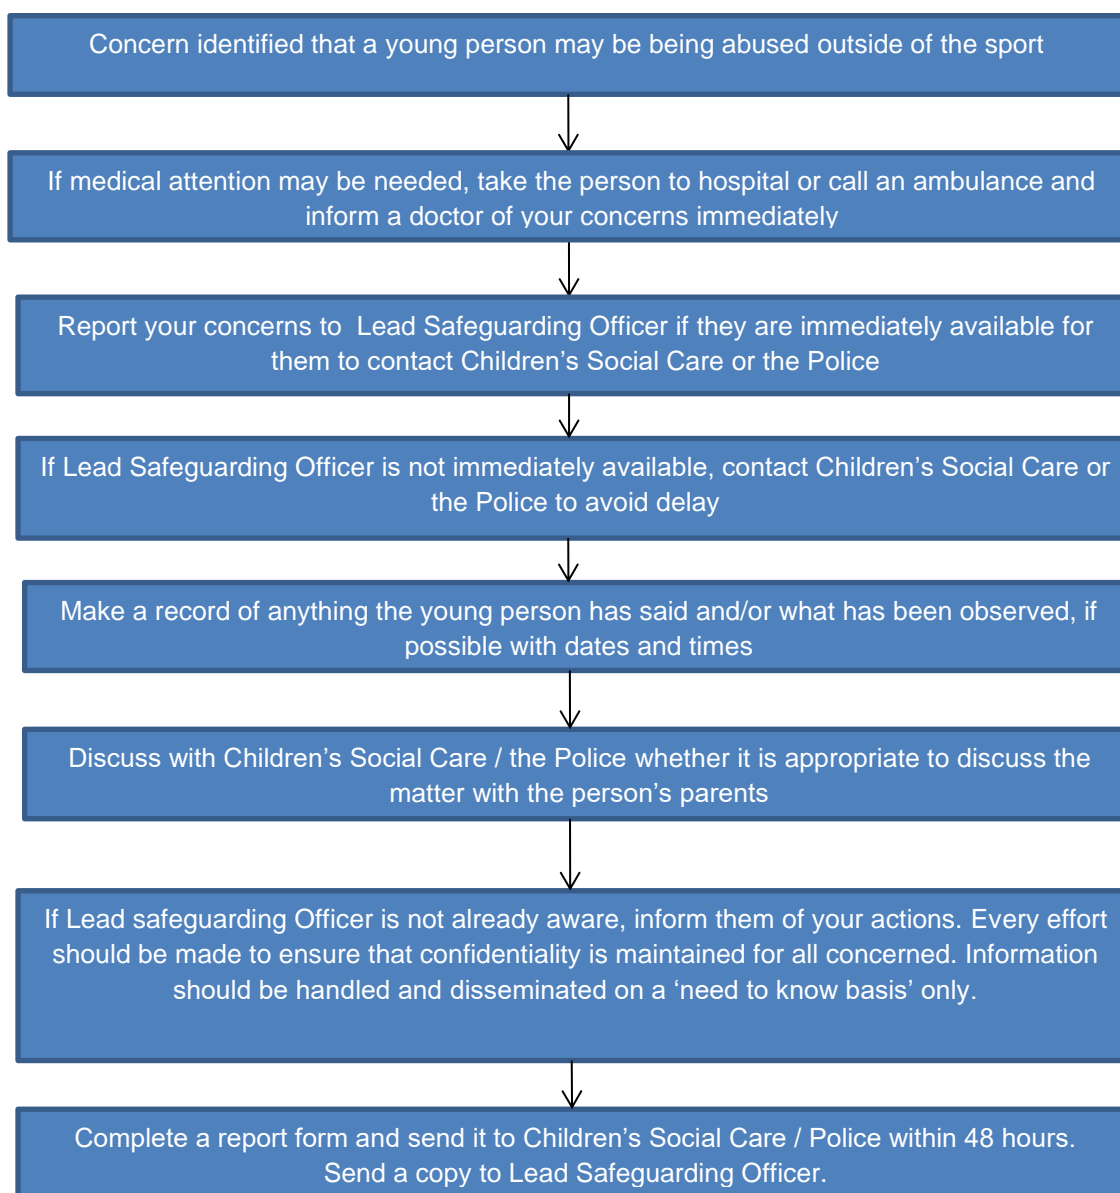 Concern identified that a young person may be being abused outside of the sport
If medical attention may be needed, take the person to hospital or call an ambulance and
inform a doctor of your concerns immediately
Report your concerns to  Lead Safeguarding Officer if they are immediately available for
them to contact Children’s Social Care or the Police
If Lead Safeguarding Officer is not immediately available, contact Children’s Social Care or
the Police to avoid delay
Make a record of anything the young person has said and/or what has been observed, if
possible with dates and times
Discuss with Children’s Social Care / the Police whether it is appropriate to discuss the
matter with the person’s parents
If Lead safeguarding Officer is not already aware, inform them of your actions. Every effort
should be made to ensure that confidentiality is maintained for all concerned. Information
should be handled and disseminated on a ‘need to know basis’ only.
Complete a report form and send it to Children’s Social Care / Police within 48 hours.
Send a copy to Lead Safeguarding Officer.